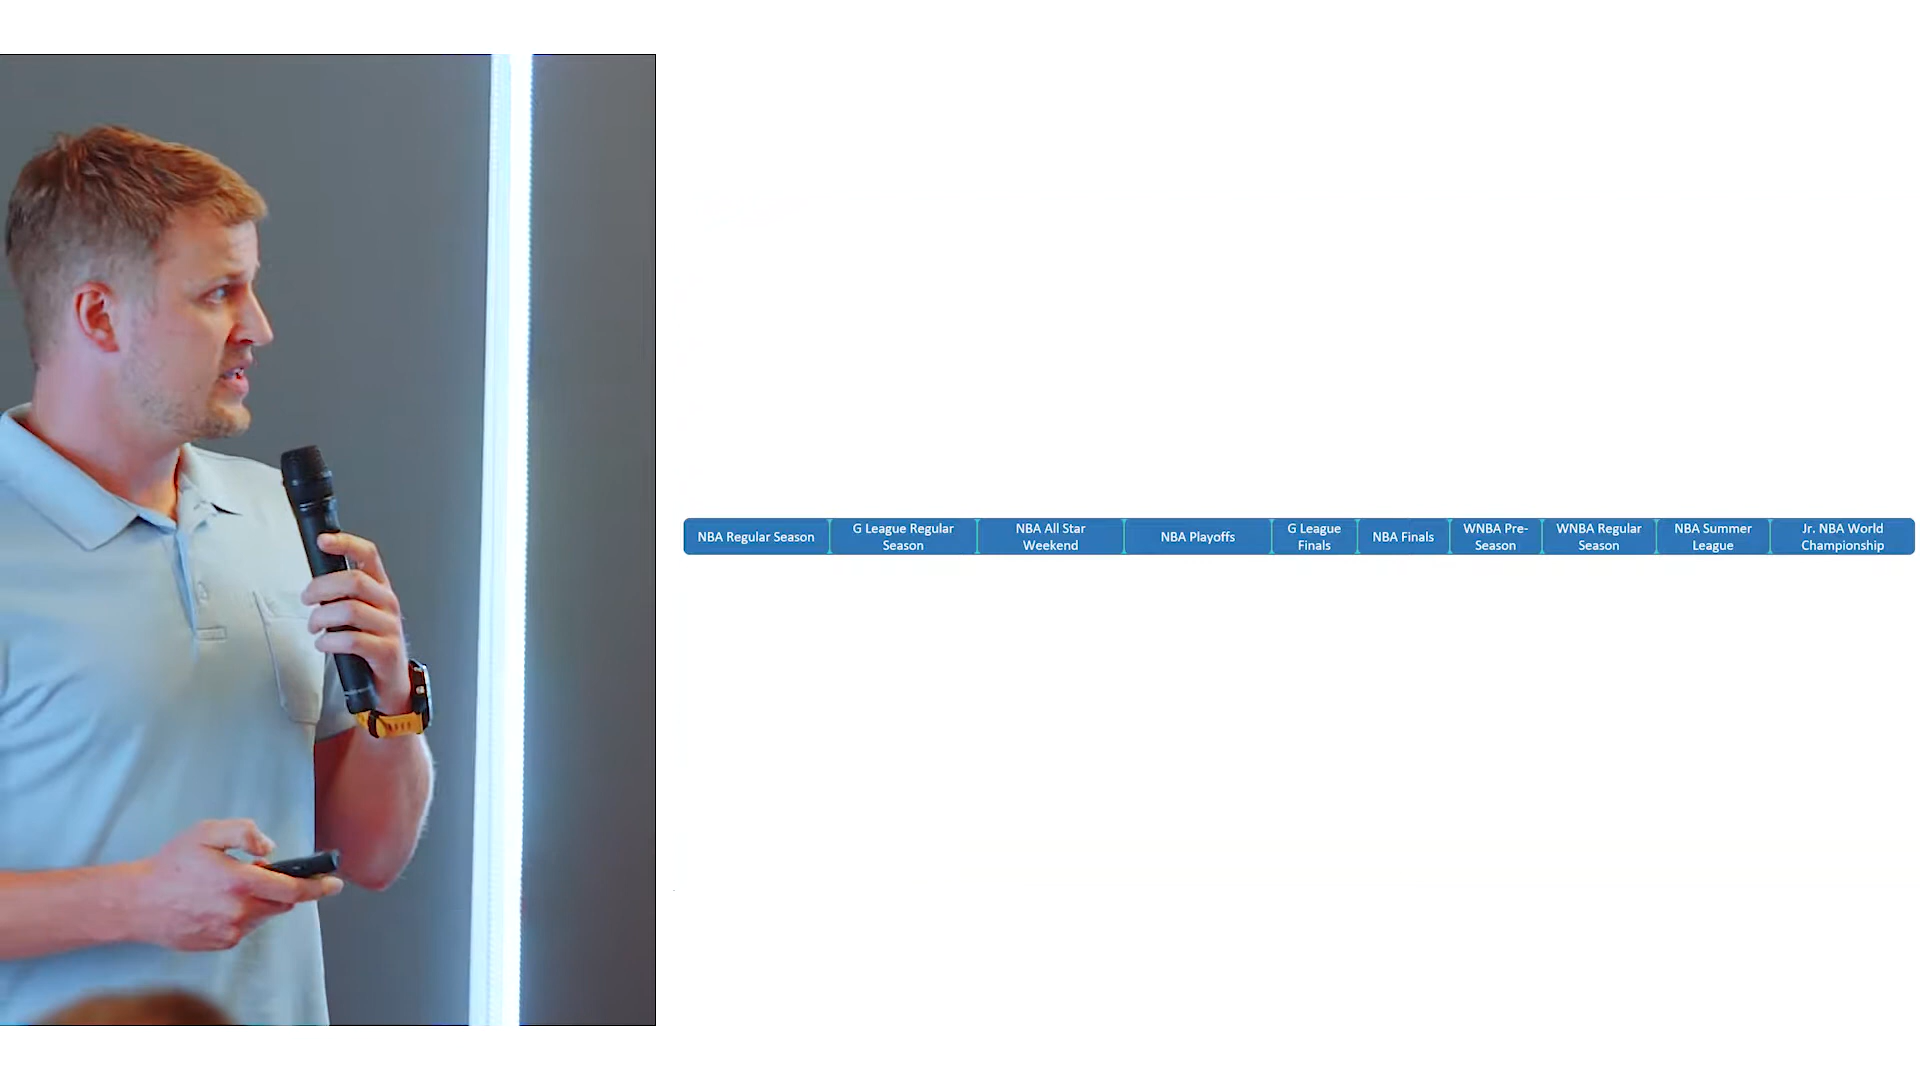 NBA Regular Season
G League Regular
Season
NBA All Star
Weekend
NBA Playoffs
G League
Finals
NBA Finals
WNBA Pre-
Season
WNBA Regular
Season
NBA Summer
League
Jr. NBA World
Championship